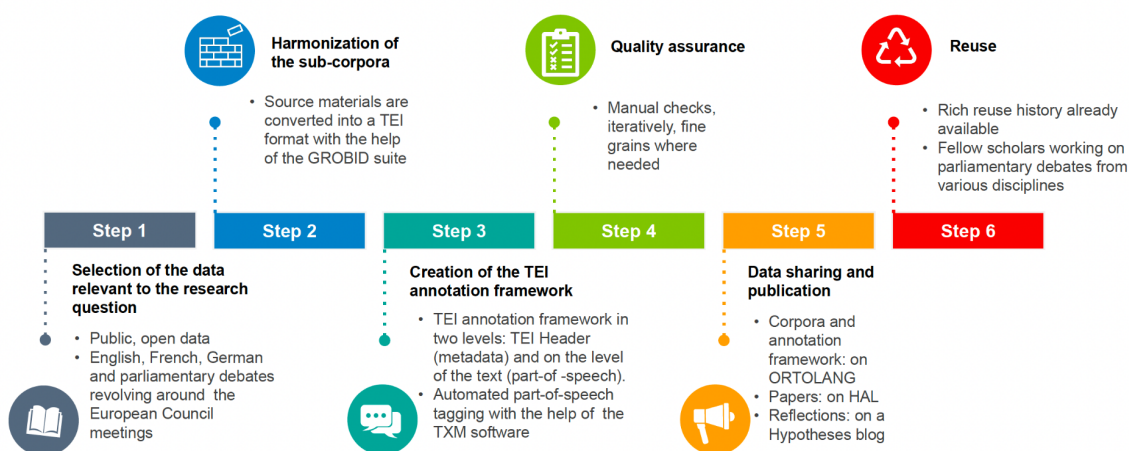 Harmonization of
the sub-corpora
• Source materials are
converted into a TEI
format with the help
of the GROBID suite
Quality assurance
• Manual checks,
iteratively, fine
grains where
needed
Reuse
• Rich reuse history already
available
• Fellow scholars working on
parliamentary debates from
various disciplines
Step 1
Step 2
Step 3
Step 4
Step 5
Step 6
Selection of the data
relevant to the research
question
• Public, open data
• English, French, German
and parliamentary debates
revolving around the
European Council
meetings
Creation of the TEI
annotation framework
• TEI annotation framework in
two levels: TEI Header
(metadata) and on the level
of the text (part-of -speech).
• Automated part-of-speech
tagging with the help of the
TXM software
Data sharing and
publication
• Corpora and
annotation
framework: on
ORTOLANG
• Papers: on HAL
• Reflections: on a
Hypotheses blog